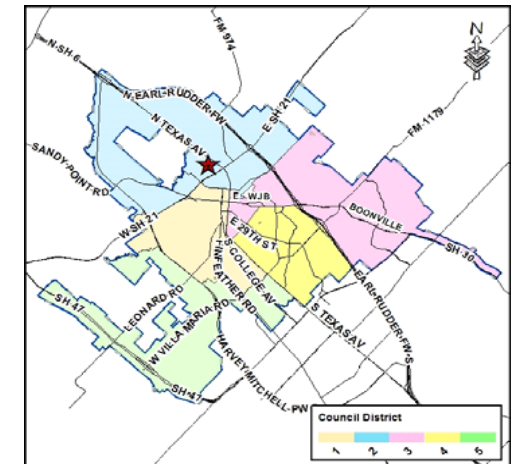 FM 974
N
N-SH-6
N-EARL-RUDDER-FW
E SH 21
N TEXAS AV
FM-1179
SANDY-POINT-RD
E WJB
BOONVILLE
W-SH 21
E 29TH ST
SH-30
S-COLLEGE-AV
FINFEATHER RD
LEONARD RD
EARL-RUDDER-FW-S
SH 47
W VILLA MARIA-RD
S TEXAS AV
HARVEY-MITCHELL-PW
SH-47
Council District
1 2 3 4 5